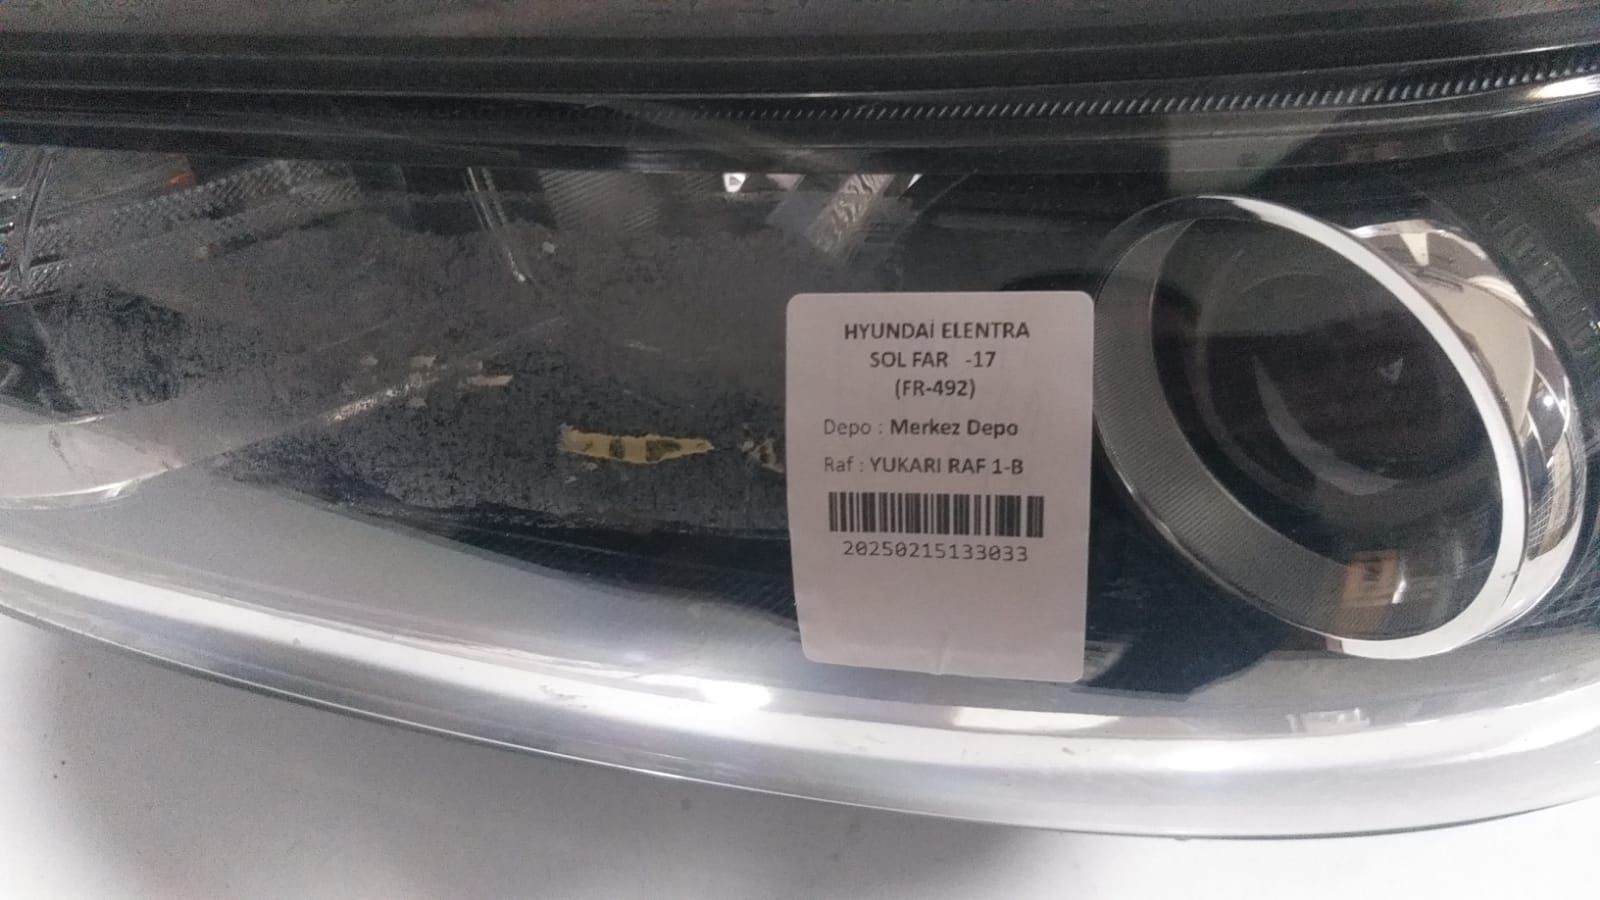 HYUNDAİ ELENTRA
SOL FAR -17
(FR-492)
Depo : Merkez Depo
Raf : YUKARI RAF 1-B
20250215133033